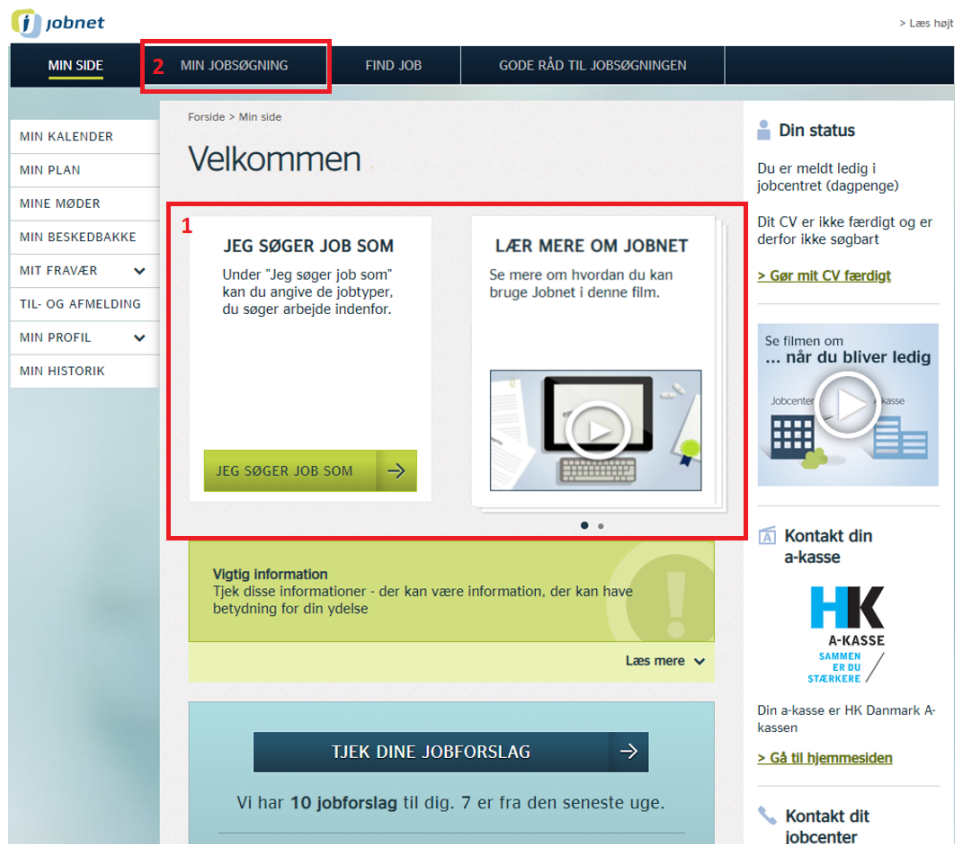 jobnet
> Læs højt
MIN SIDE
2 MIN JOBSØGNING
FIND JOB
GODE RÅD TIL JOBSØGNINGEN
MIN KALENDER
MIN PLAN
MINE MØDER
MIN BESKEDBAKKE
MIT FRAVÆR
TIL- OG AFMELDING
MIN PROFIL
MIN HISTORIK
Forside > Min side
Velkommen
1
JEG SØGER JOB SOM
Under "Jeg søger job som"
kan du angive de jobtyper,
du søger arbejde indenfor.
JEG SØGER JOB SOM
LÆR MERE OM JOBNET
Se mere om hvordan du kan
bruge Jobnet i denne film.
Vigtig information
Tjek disse informationer - der kan være information, der kan have
betydning for din ydelse
Læs mere
TJEK DINE JOBFORSLAG
Vi har 10 jobforslag til dig. 7 er fra den seneste uge.
Din status
Du er meldt ledig i
jobcentret (dagpenge)
Dit CV er ikke færdigt og er
derfor ikke søgbart
> Gør mit CV færdigt
Se filmen om
... når du bliver ledig
Jobcenter
kasse
A
Kontakt din
a-kasse
HK
A-KASSE
SAMMEN
ER DU
STÆRKERE
Din a-kasse er HK Danmark A-
kassen
> Gå til hjemmesiden
Kontakt dit
jobcenter